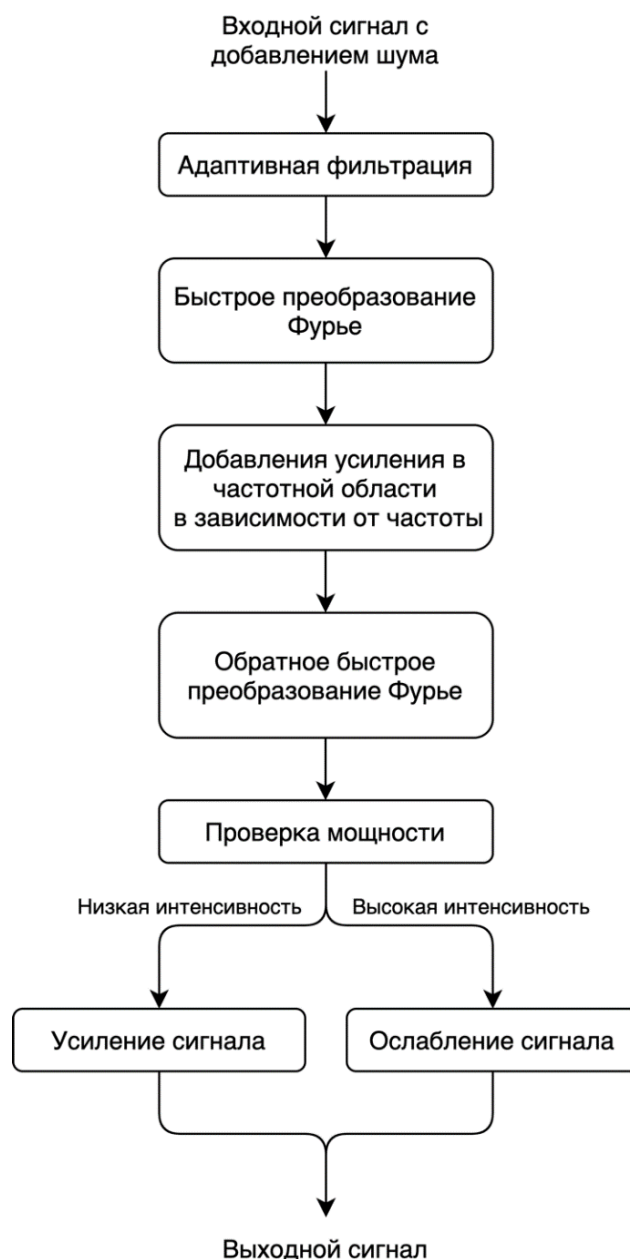 Входной сигнал с
добавлением шума
Адаптивная фильтрация
Быстрое преобразование
Фурье
Добавления усиления в
частотной области
в зависимости от частоты
Обратное быстрое
преобразование Фурье
Проверка мощности
Низкая интенсивность
Высокая интенсивность
Усиление сигнала
Ослабление сигнала
Выходной сигнал